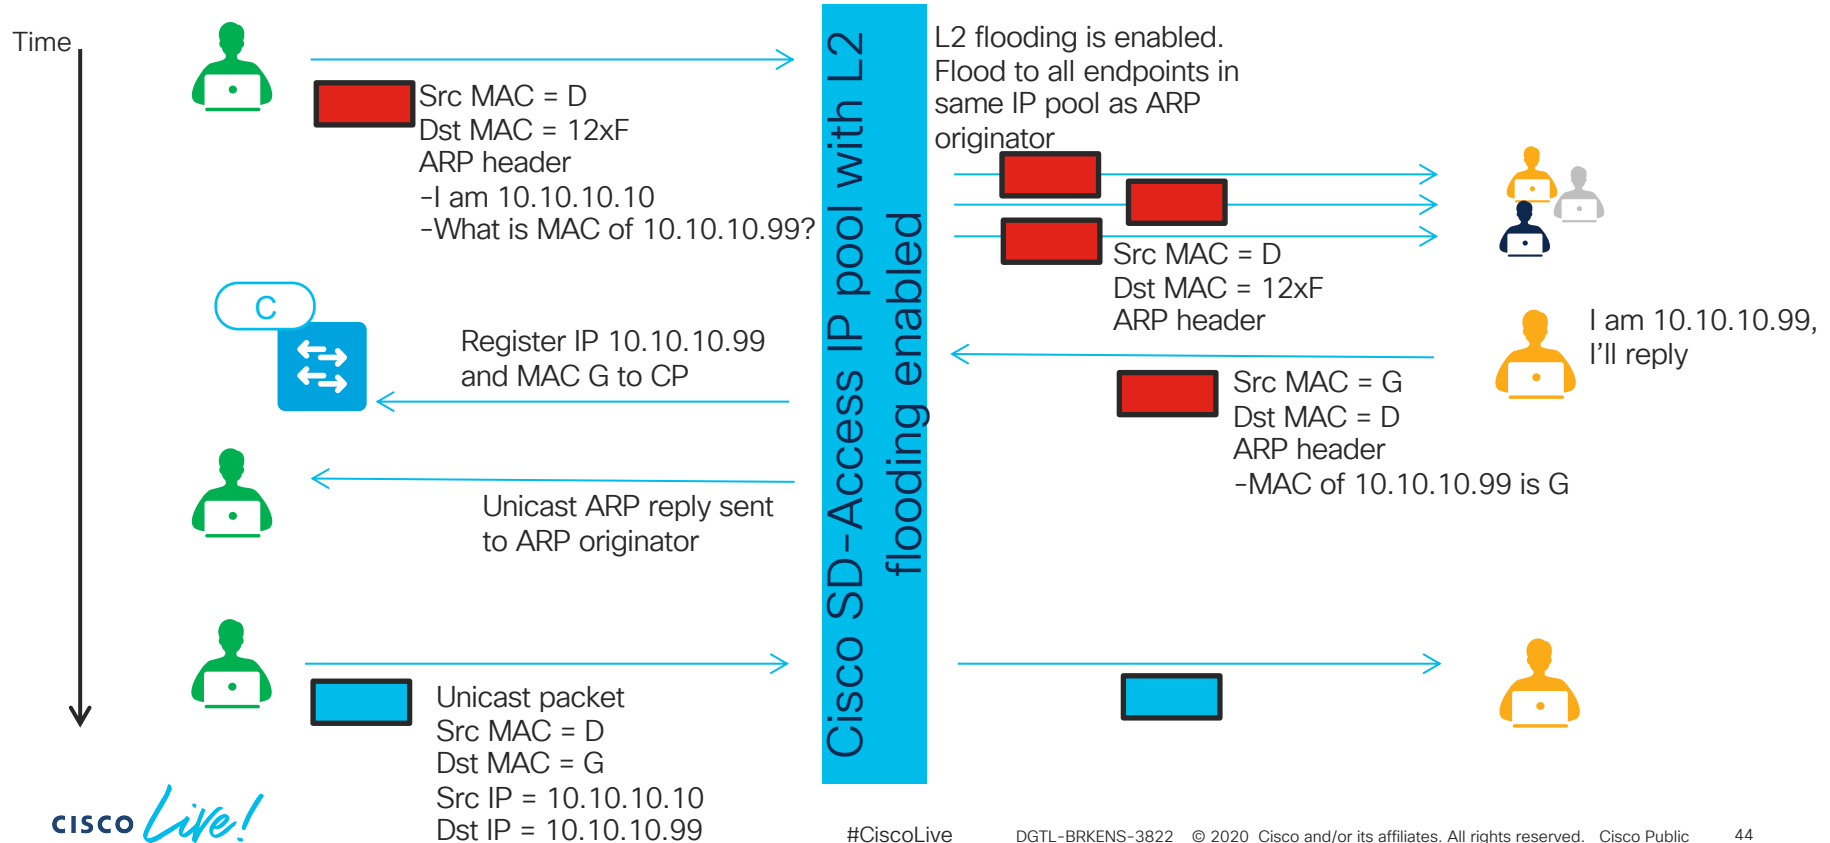 Time
Src MAC = D
Dst MAC = 12xF
ARP header
-I am 10.10.10.10
-What is MAC of 10.10.10.99?
Cisco SD-Access IP pool with L2
flooding enabled
L2 flooding is enabled.
Flood to all endpoints in
same IP pool as ARP
originator
Src MAC = D
Dst MAC = 12xF
ARP header
C
Register IP 10.10.10.99
and MAC G to CP
I am 10.10.10.99,
I'll reply
Src MAC = G
Dst MAC = D
ARP header
-MAC of 10.10.10.99 is G
Unicast ARP reply sent
to ARP originator
Unicast packet
Src MAC = D
Dst MAC = G
Src IP = 10.10.10.10
Dst IP = 10.10.10.99
CISCO Live!
#CiscoLive
DGTL-BRKENS-3822
© 2020 Cisco and/or its affiliates. All rights reserved. Cisco Public
44